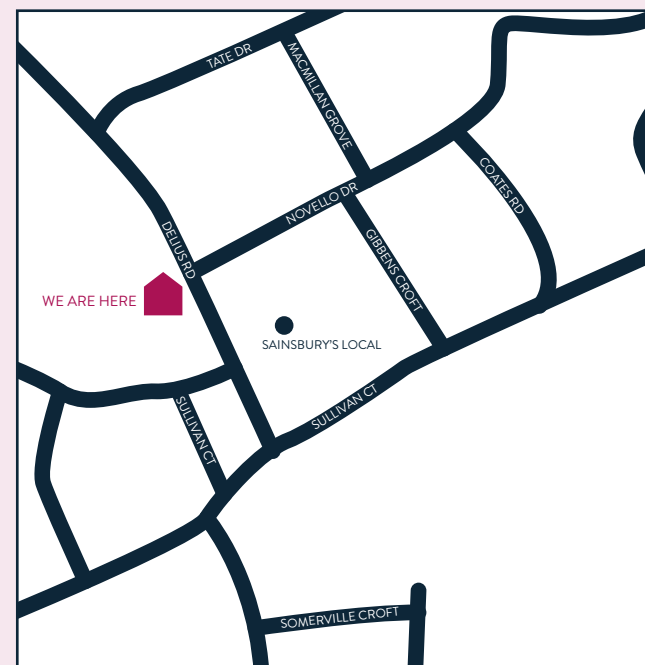 TATE DR
MACMILLAN GROVE
COATES RD
NOVELLO DR
DELIUS RD
GIBBENS CROFT
WE ARE HERE
SAINSBURY'S LOCAL
SULLIVAN CT
SULLIVAN CT
SOMERVILLE CROFT